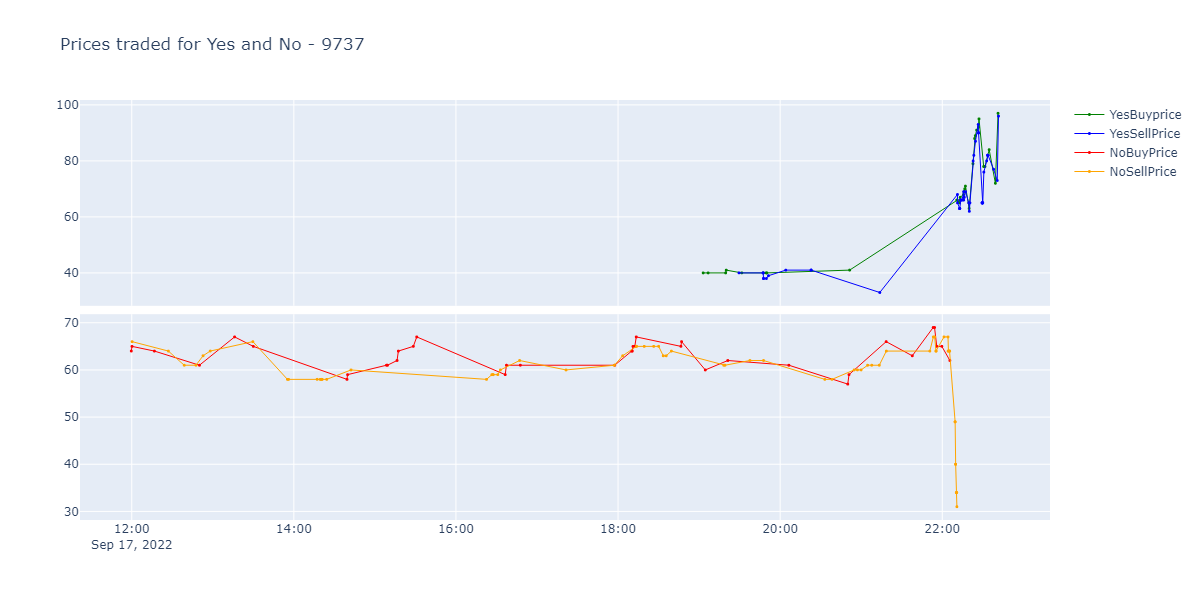 Prices traded for Yes and No - 9737
100
80
60
40
YesBuyprice
YesSellPrice
NoBuyPrice
NoSellPrice
70
60
50
40
30
12:00
14:00
16:00
18:00
20:00
22:00
Sep 17, 2022